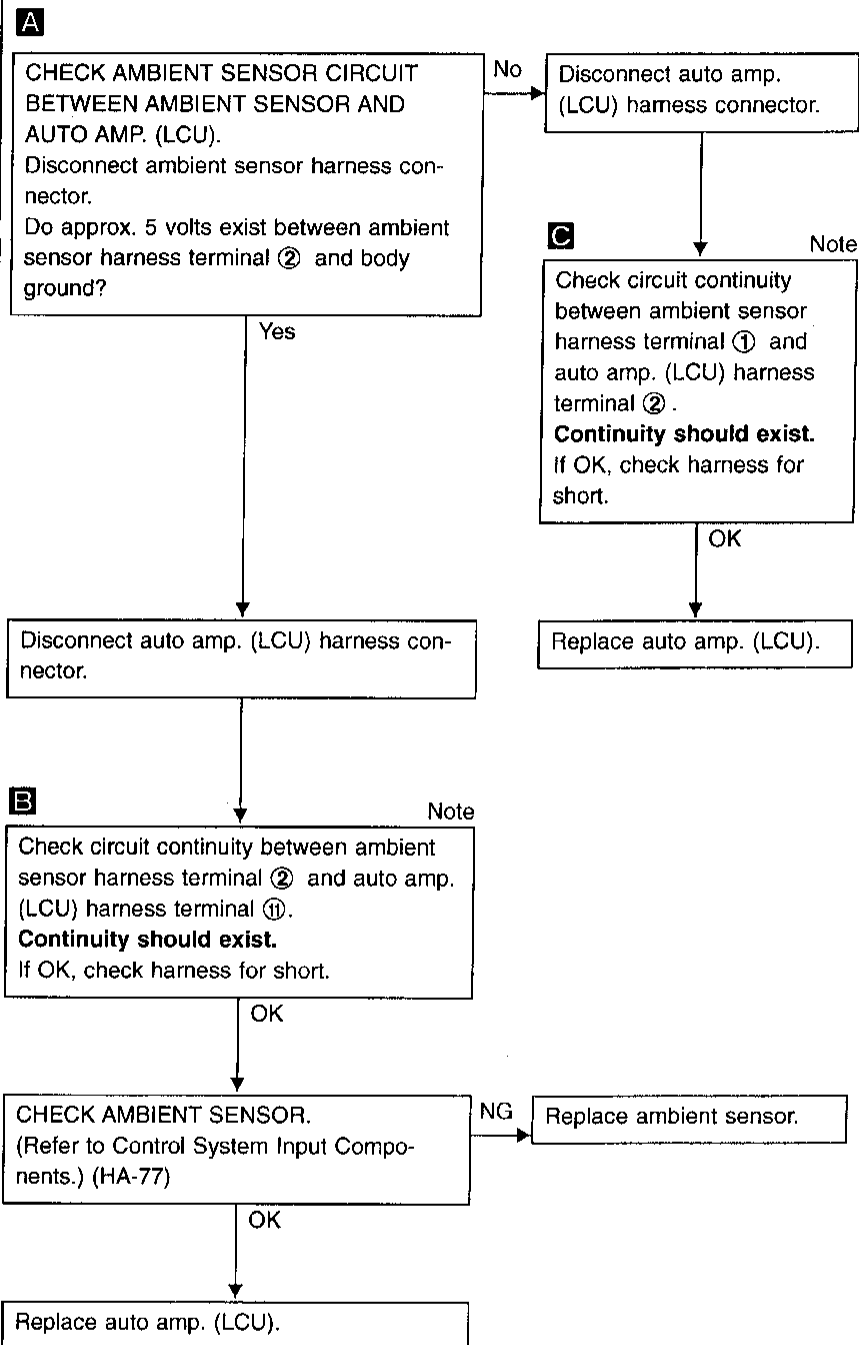 A
CHECK AMBIENT SENSOR CIRCUIT
BETWEEN AMBIENT SENSOR AND
AUTO AMP. (LCU).
Disconnect ambient sensor harness con-
nector.
Do approx. 5 volts exist between ambient
sensor harness terminal ② and body
ground?
No
Disconnect auto amp.
(LCU) harness connector.
Yes
C
Note
Check circuit continuity
between ambient sensor
harness terminal ① and
auto amp. (LCU) harness
terminal ② .
Continuity should exist.
If OK, check harness for
short.
OK
Replace auto amp. (LCU).
Disconnect auto amp. (LCU) harness con-
nector.
B
Note
Check circuit continuity between ambient
sensor harness terminal ② and auto amp.
(LCU) harness terminal ⑪.
Continuity should exist.
If OK, check harness for short.
OK
CHECK AMBIENT SENSOR.
(Refer to Control System Input Compo-
nents.) (HA-77)
NG
Replace ambient sensor.
OK
Replace auto amp. (LCU).